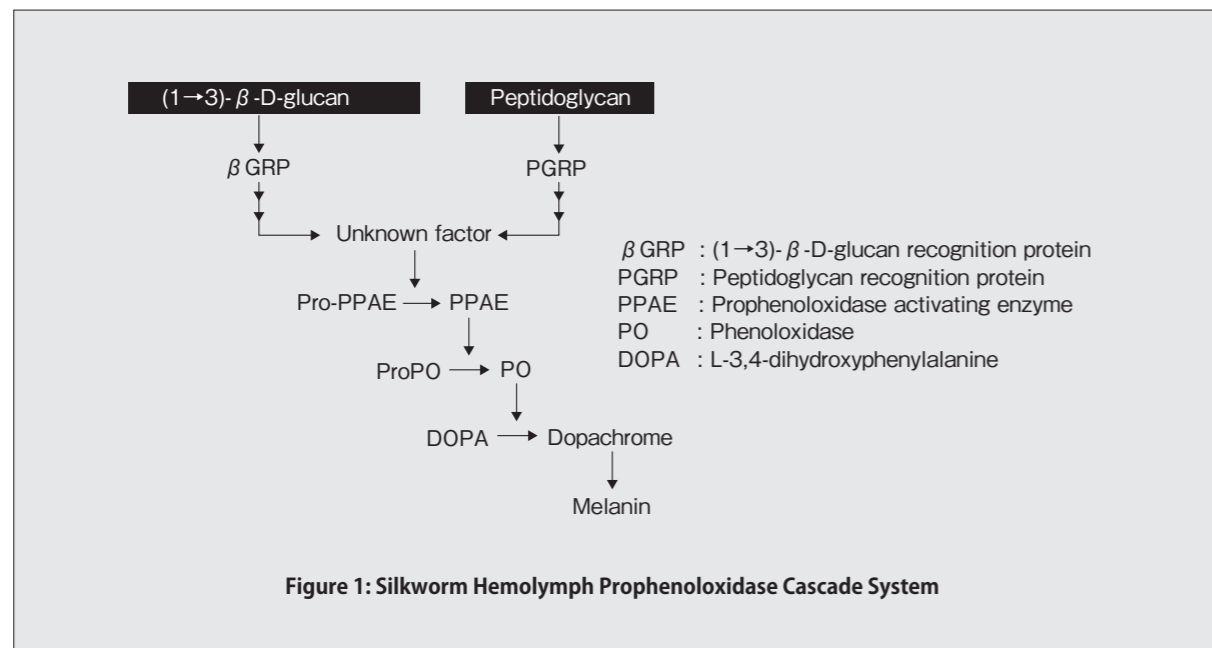 (1→3)-β-D-glucan
Peptidoglycan
βGRP
PGRP
Unknown factor
Pro-PPAE
PPAE
ProPO
PO
DOPA
Dopachrome
Melanin
βGRP : (1→3)-β-D-glucan recognition protein
PGRP : Peptidoglycan recognition protein
PPAE : Prophenoloxidase activating enzyme
PO : Phenoloxidase
DOPA : L-3,4-dihydroxyphenylalanine
Figure 1: Silkworm Hemolymph Prophenoloxidase Cascade System